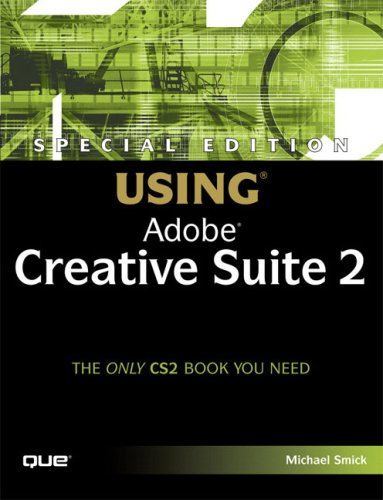 SPECIAL EDITION
USING®
Adobe®
Creative Suite 2
THE ONLY CS2 BOOK YOU NEED
QUE®
Michael Smick